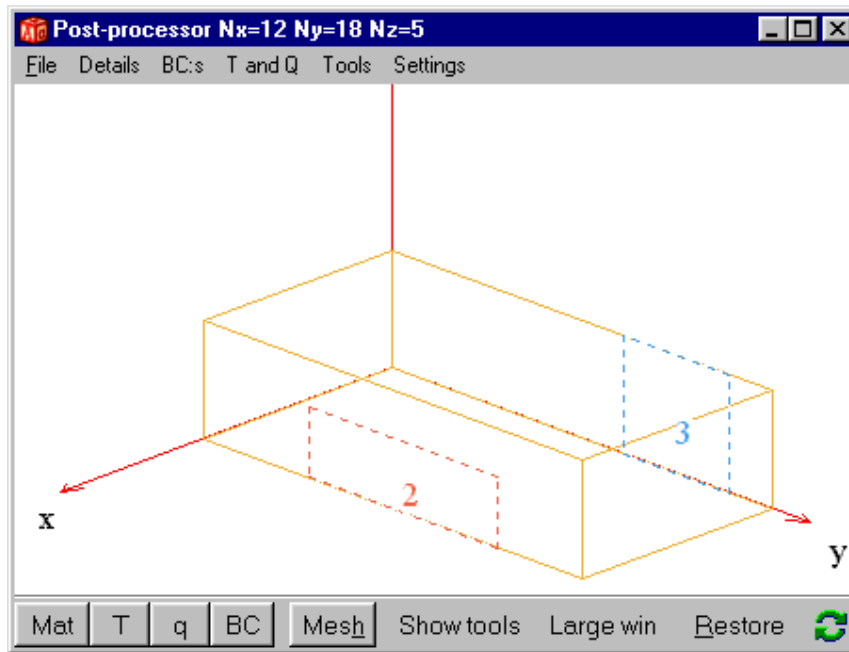 Post-processor Nx=12 Ny=18 Nz=5
File Details BC:s T and Q Tools Settings
3
2
x
y
Mat T q BC Mesh Show tools Large win Restore